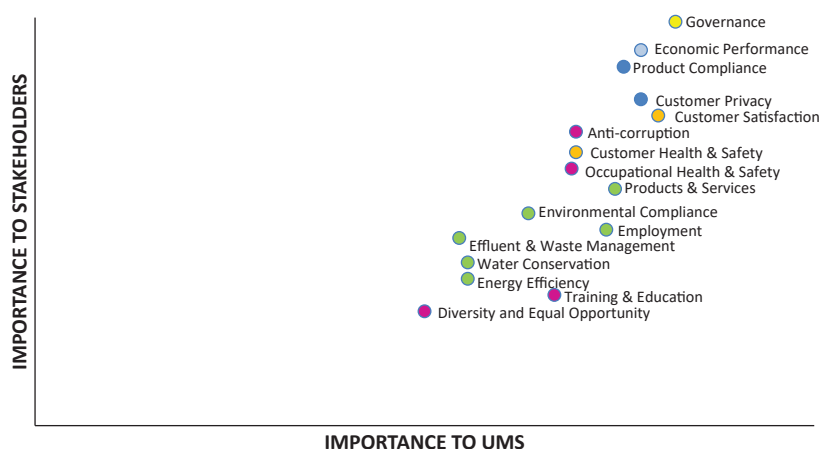 Governance
Economic Performance
Product Compliance
Customer Privacy
Customer Satisfaction
Anti-corruption
Customer Health & Safety
Occupational Health & Safety
Products & Services
Environmental Compliance
Employment
Effluent & Waste Management
Water Conservation
Energy Efficiency
Training & Education
Diversity and Equal Opportunity
IMPORTANCE TO STAKEHOLDERS
IMPORTANCE TO UMS